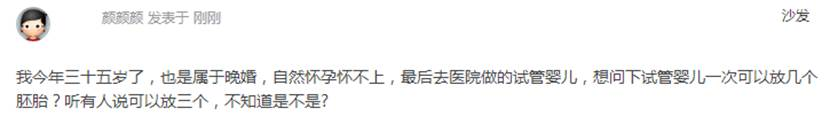 颜颜颜 发表于 刚刚 沙发
我今年三十五岁了，也是属于晚婚，自然怀孕怀不上，最后去医院做的试管婴儿，想问下试管婴儿一次可以放几个
胚胎？听有人说可以放三个，不知道是不是?